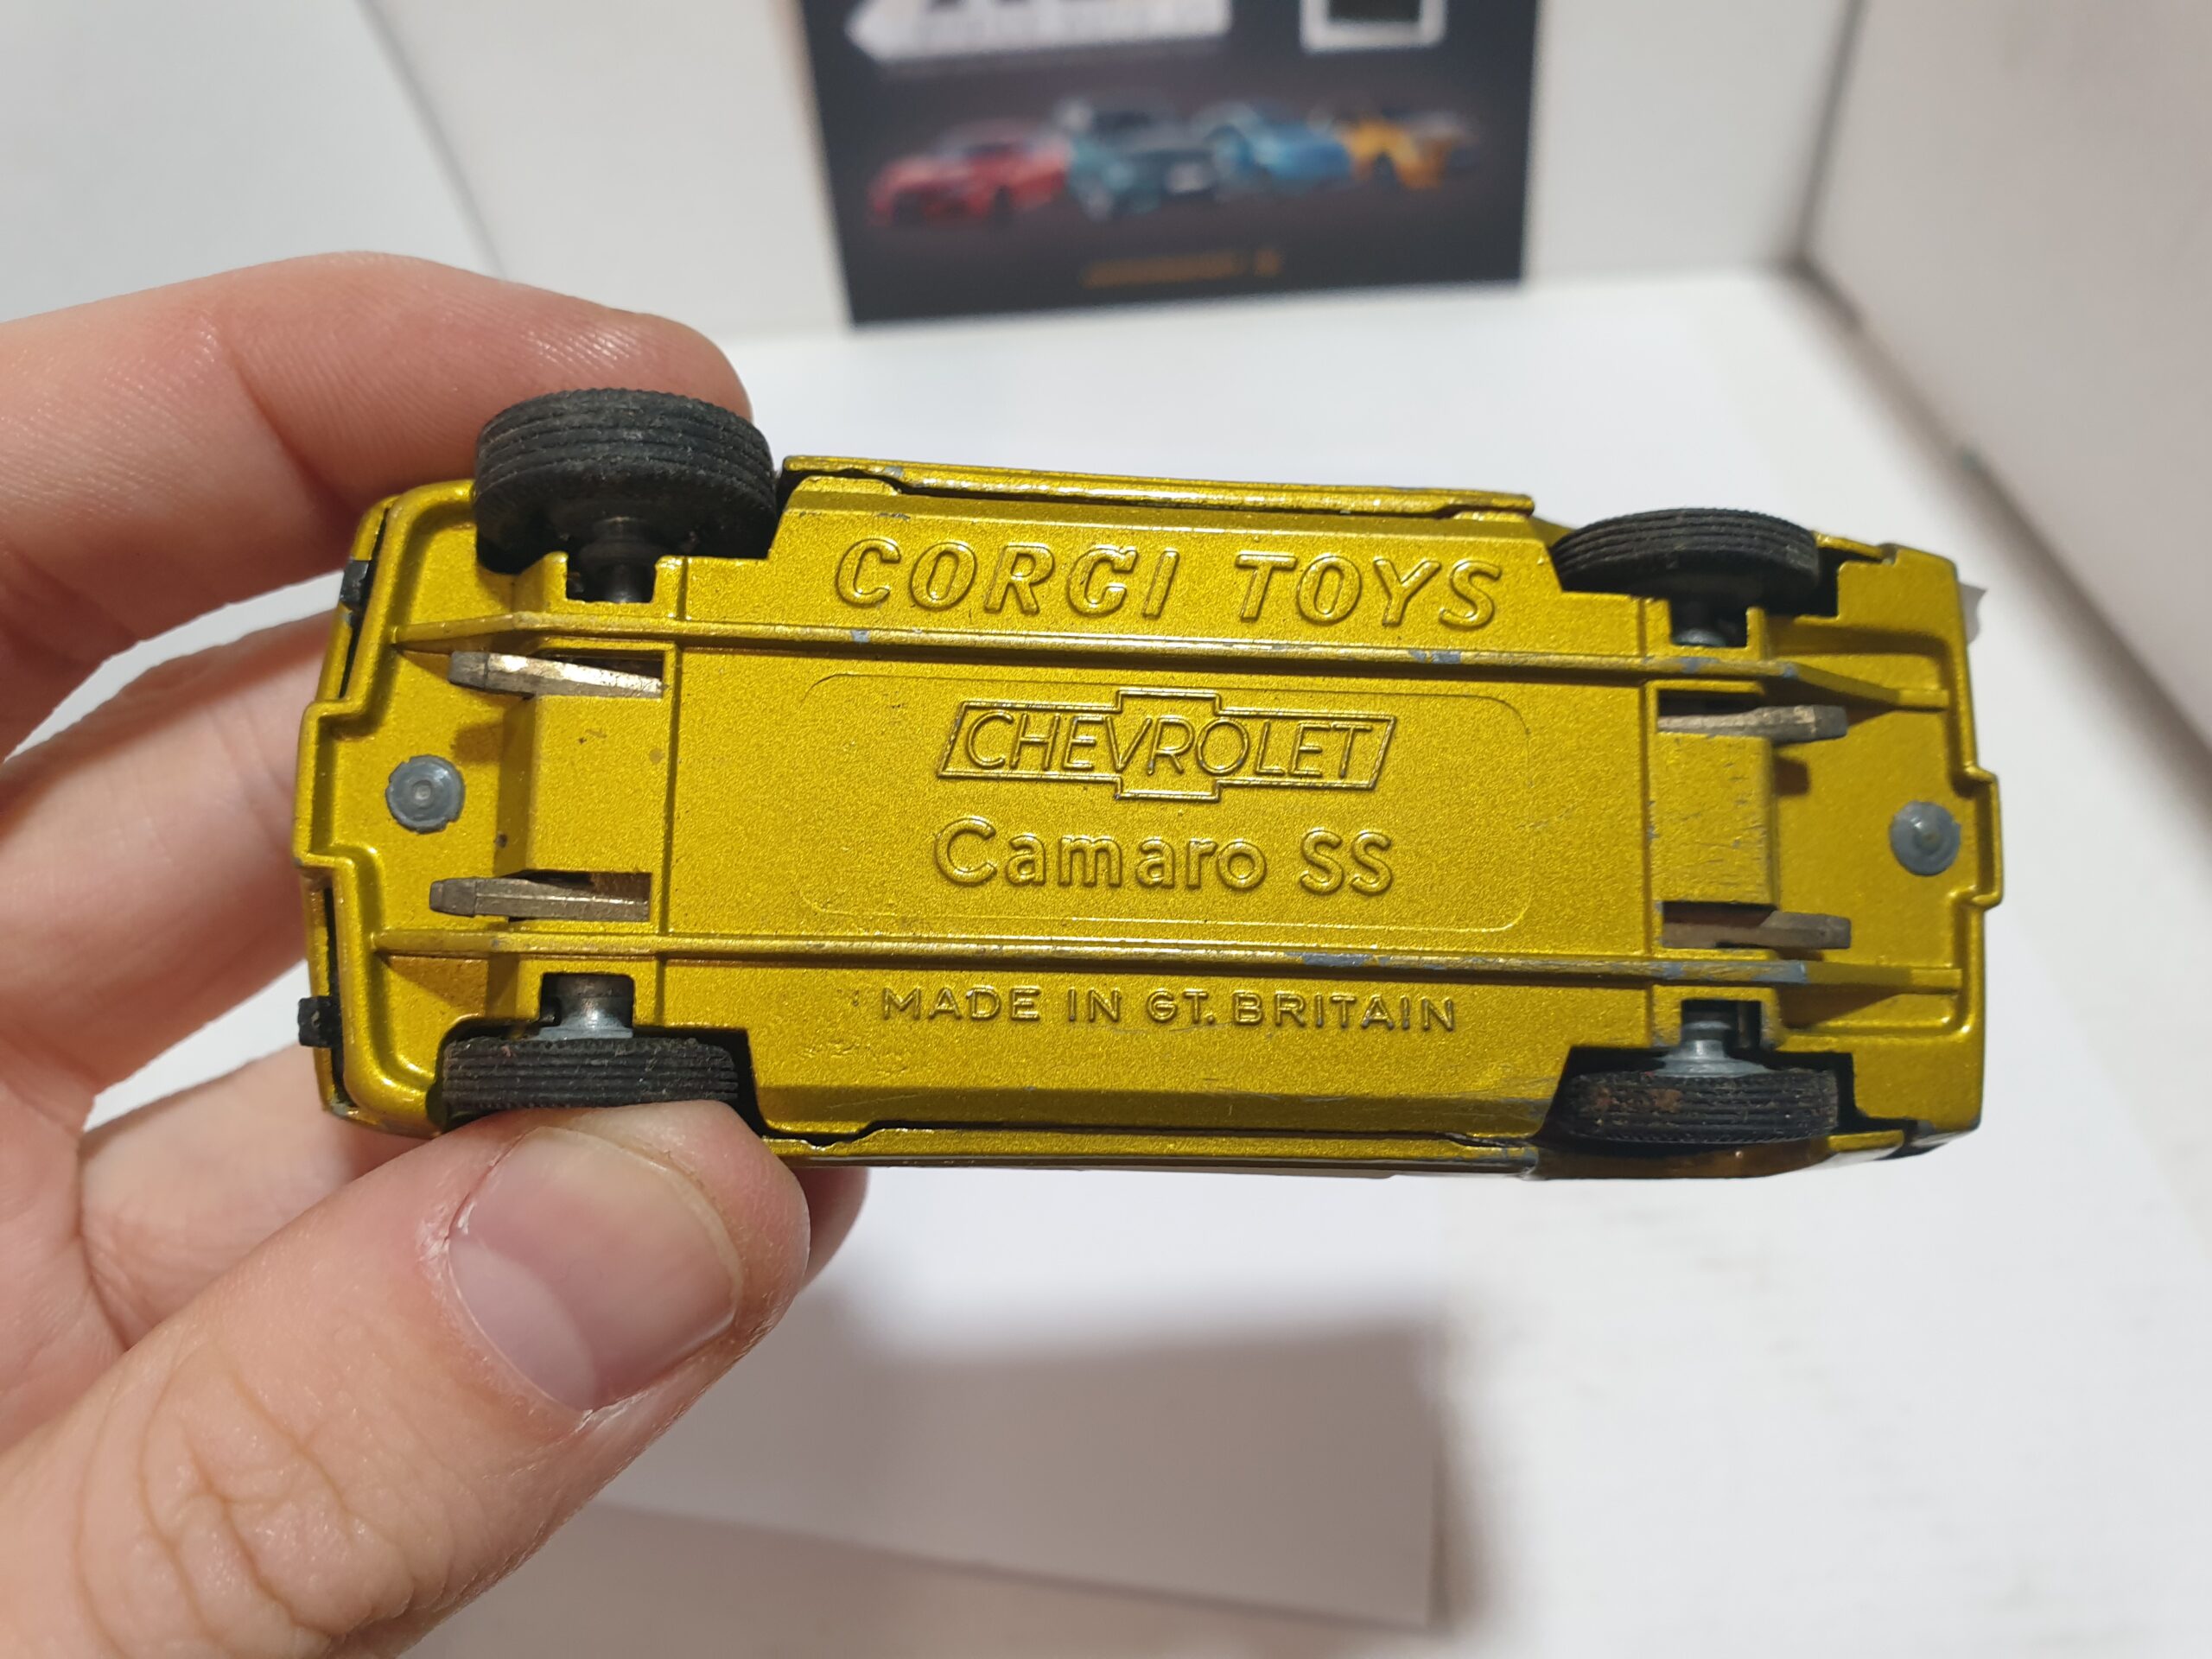 CORGI TOYS
CHEVROLET
Camaro SS
MADE IN GT. BRITAIN